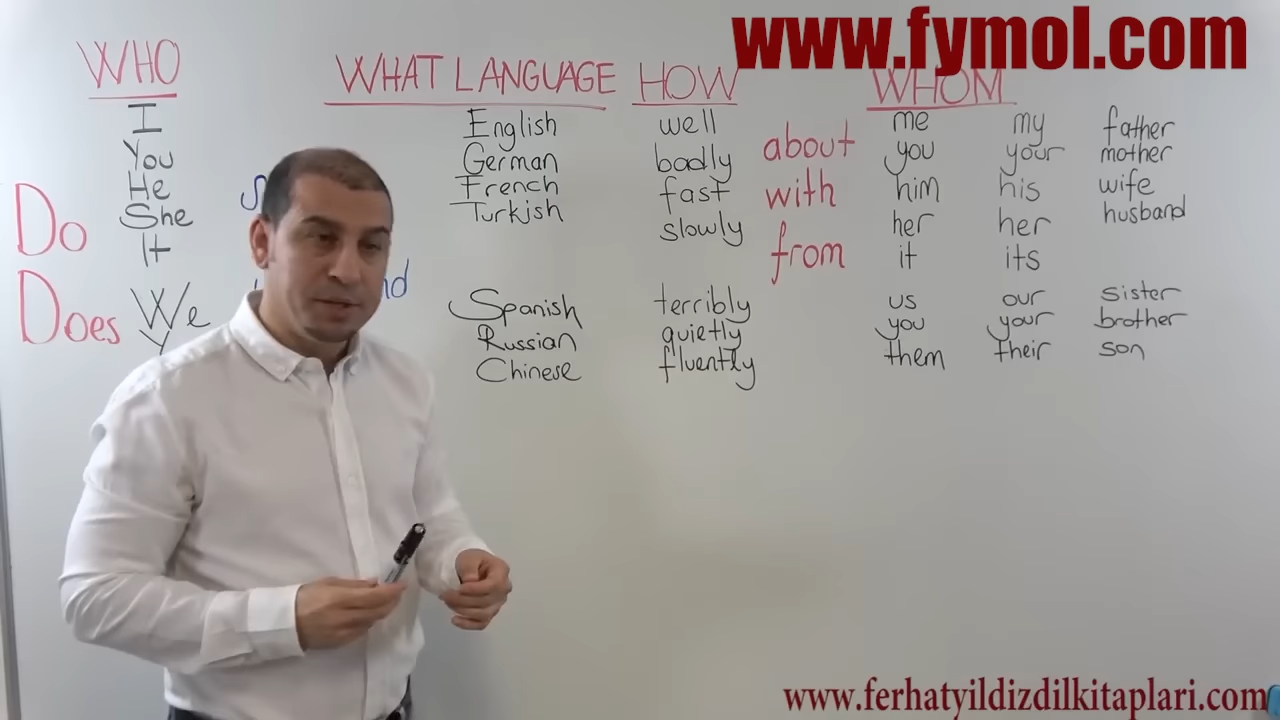 www.fymol.com
WHO WHAT LANGUAGE HOW WHOM
Do
Does
I
You
He
She
It
We
English
German
French
Turkish
Spanish
Russian
Chinese
well
badly
fast
slowly
terribly
quietly
fluently
about
with
from
me my father
you your mother
him his wife
her her husband
it its
us our sister
you your brother
them their son
www.ferhatyildizdilkitaplari.com